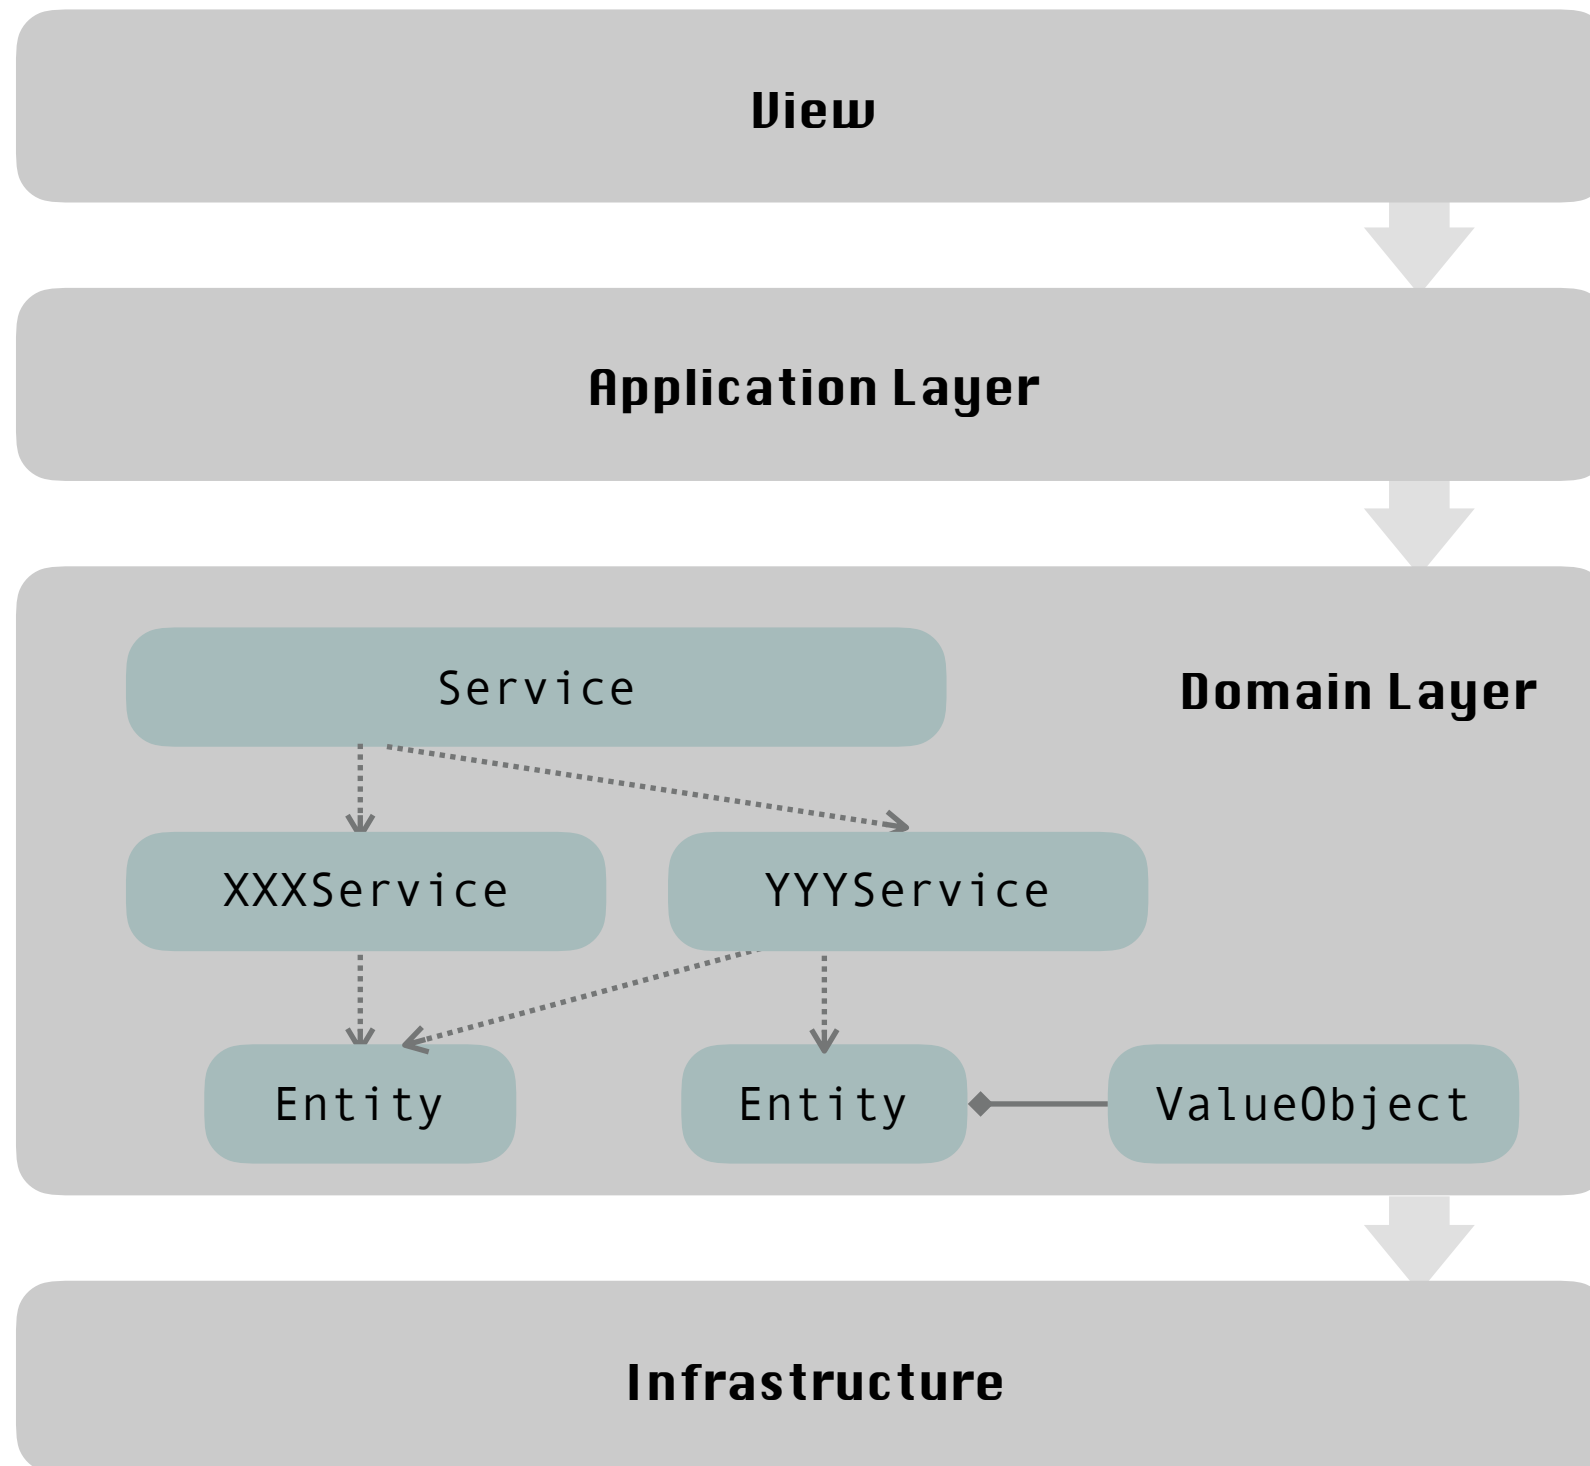 View
Application Layer
Service
Domain Layer
XXXService
YYYService
Entity
Entity
ValueObject
Infrastructure